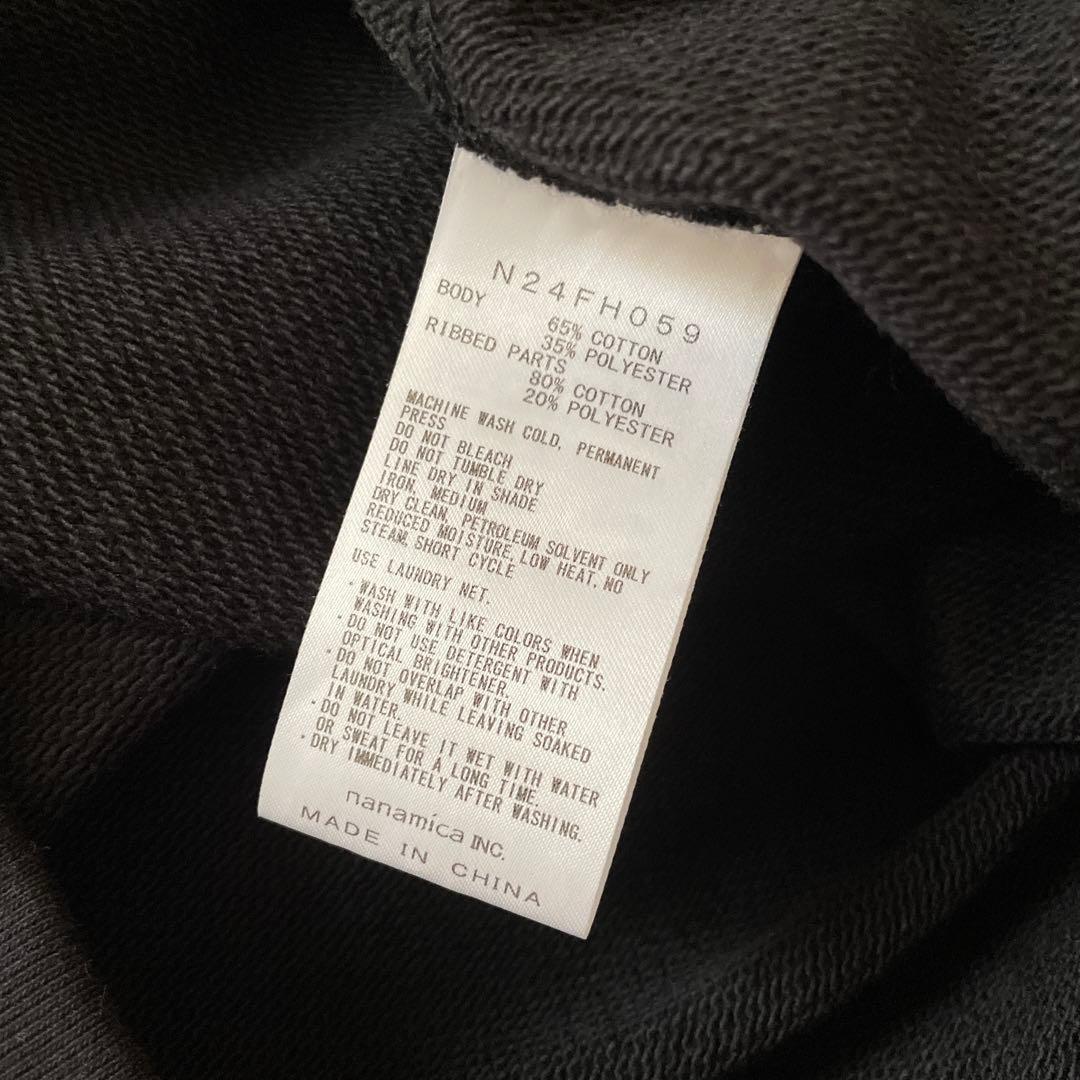 N24FH059
BODY
65% COTTON
35% POLYESTER
RIBBED PARTS
80% COTTON
20% POLYESTER
MACHINE WASH COLD, PERMANENT
PRESS
DO NOT BLEACH
DO NOT TUMBLE DRY
LINE DRY IN SHADE
IRON, MEDIUM
DRY CLEAN, PETROLEUM SOLVENT ONLY
REDUCED MOISTURE, LOW HEAT, NO
STEAM, SHORT CYCLE
USE LAUNDRY NET.
・WASH WITH LIKE COLORS WHEN
WASHING WITH OTHER PRODUCTS.
・DO NOT USE DETERGENT WITH
OPTICAL BRIGHTENER.
・DO NOT OVERLAP WITH OTHER
LAUNDRY WHILE LEAVING SOAKED
IN WATER.
・DO NOT LEAVE IT WET WITH WATER
OR SWEAT FOR A LONG TIME.
・DRY IMMEDIATELY AFTER WASHING.
nanamica INC.
MADE IN CHINA